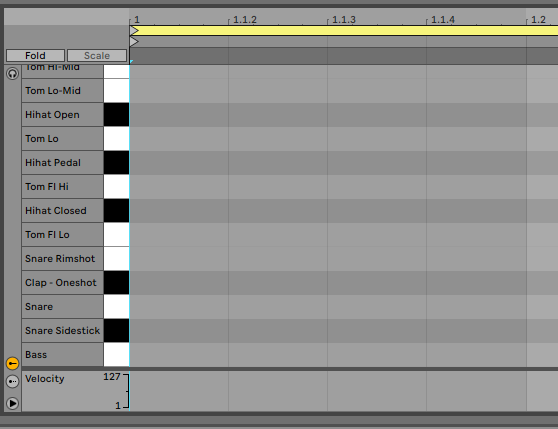 1
1.1.2
1.1.3
1.1.4
1.2
Fold
Scale
Tom Hi-Mid
Tom Lo-Mid
Hihat Open
Tom Lo
Hihat Pedal
Tom Fl Hi
Hihat Closed
Tom Fl Lo
Snare Rimshot
Clap - Oneshot
Snare
Snare Sidestick
Bass
Velocity
127
1